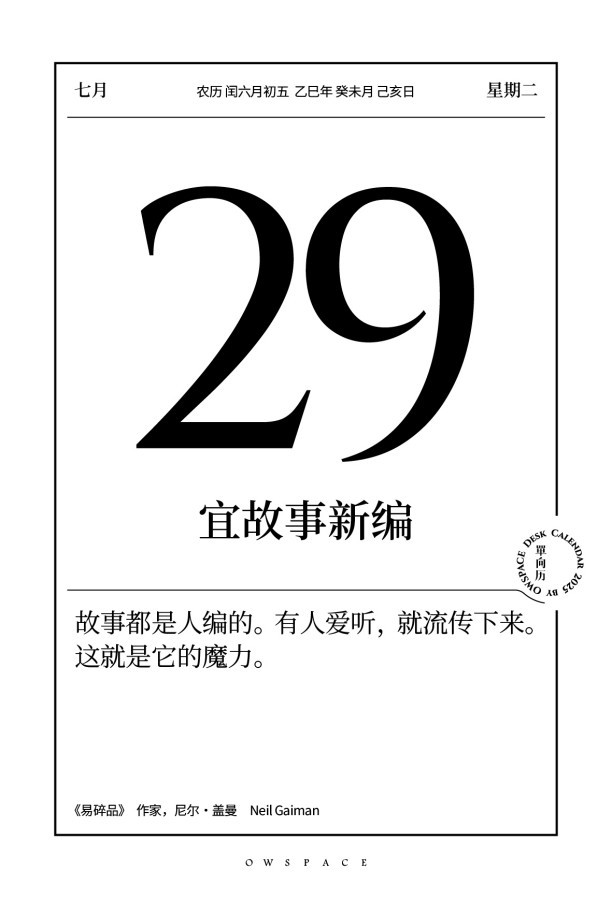 七月 农历 闰六月初五 乙巳年 癸未月 己亥日 星期二
29
宜故事新编
OWSPACE DESK CALENDAR 2025 BY
單向历
故事都是人编的。有人爱听，就流传下来。
这就是它的魔力。
《易碎品》 作家，尼尔·盖曼 Neil Gaiman
OWSPACE